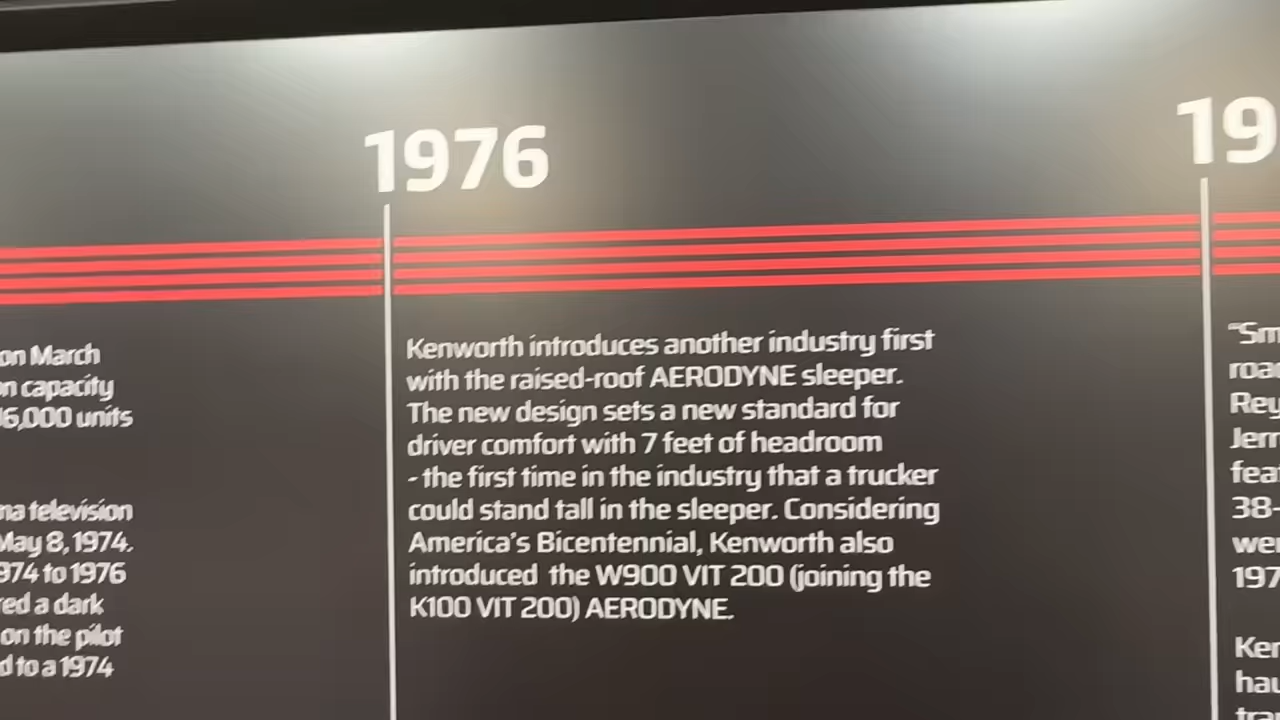 on March
capacity
16,000 units
television
May 8, 1974.
1974 to 1976
a dark
on the pilot
to a 1974
1976
Kenworth introduces another industry first
with the raised-roof AERODYNE sleeper.
The new design sets a new standard for
driver comfort with 7 feet of headroom
- the first time in the industry that a trucker
could stand tall in the sleeper. Considering
America's Bicentennial, Kenworth also
introduced the W900 VIT 200 (joining the
K100 VIT 200) AERODYNE.
19
"Sm
roa
Rey
Jerr
fea
38-
we
197
Ker
hau